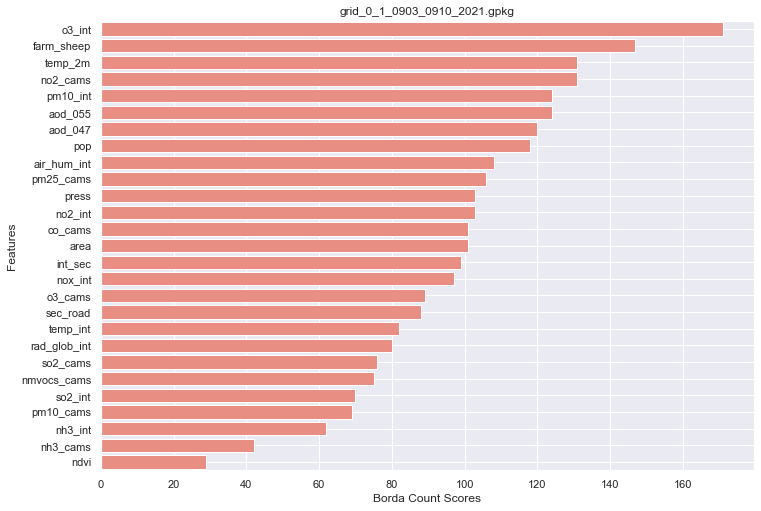 grid_0_1_0903_0910_2021.gpkg
o3_int
farm_sheep
temp_2m
no2_cams
pm10_int
aod_055
aod_047
pop
air_hum_int
pm25_cams
press
no2_int
co_cams
area
int_sec
nox_int
o3_cams
sec_road
temp_int
rad_glob_int
so2_cams
nmvocs_cams
so2_int
pm10_cams
nh3_int
nh3_cams
ndvi
Features
0 20 40 60 80 100 120 140 160
Borda Count Scores